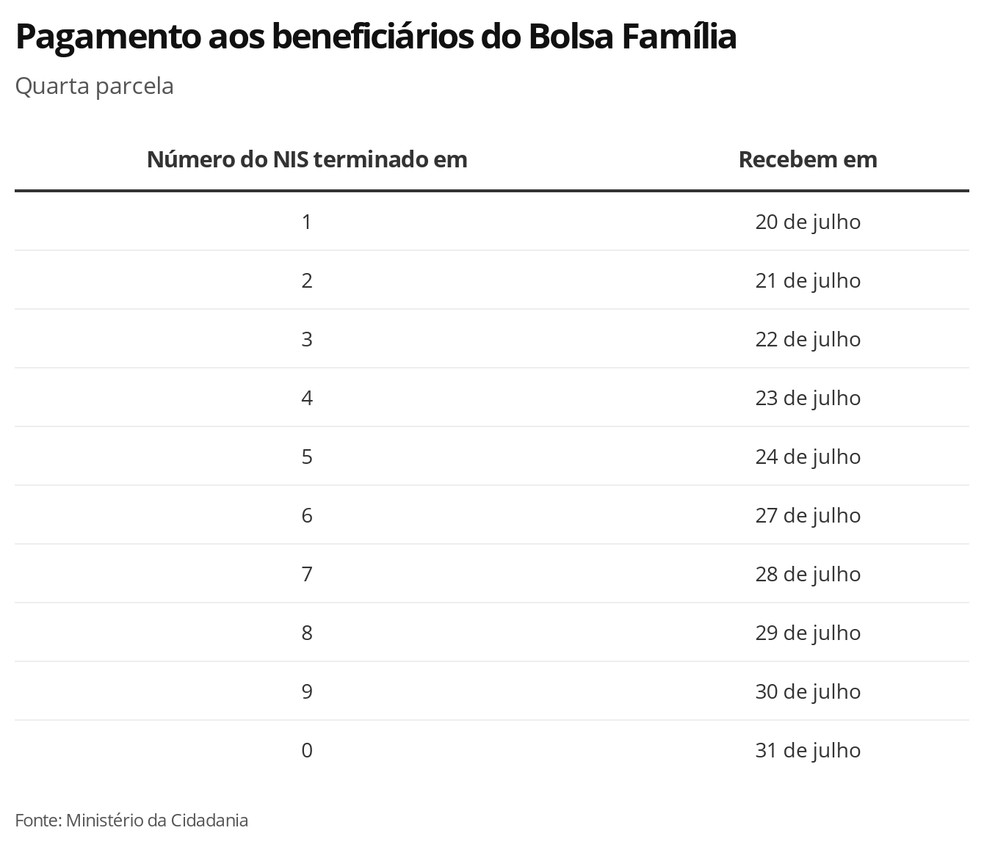 Pagamento aos beneficiários do Bolsa Família
Quarta parcela
Número do NIS terminado em Recebem em
1 20 de julho
2 21 de julho
3 22 de julho
4 23 de julho
5 24 de julho
6 27 de julho
7 28 de julho
8 29 de julho
9 30 de julho
0 31 de julho
Fonte: Ministério da Cidadania